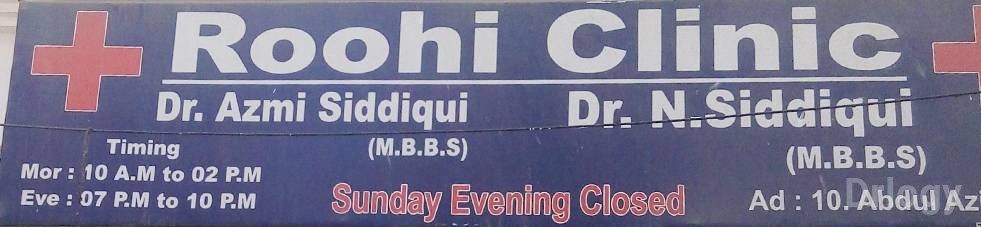 Roohi Clinic
Dr. Azmi Siddiqui Dr. N.Siddiqui
(M.B.B.S) (M.B.B.S)
Timing
Mor : 10 A.M to 02 P.M
Eve : 07 P.M to 10 P.M
Sunday Evening Closed
Ad : 10. Abdul
Drlogy